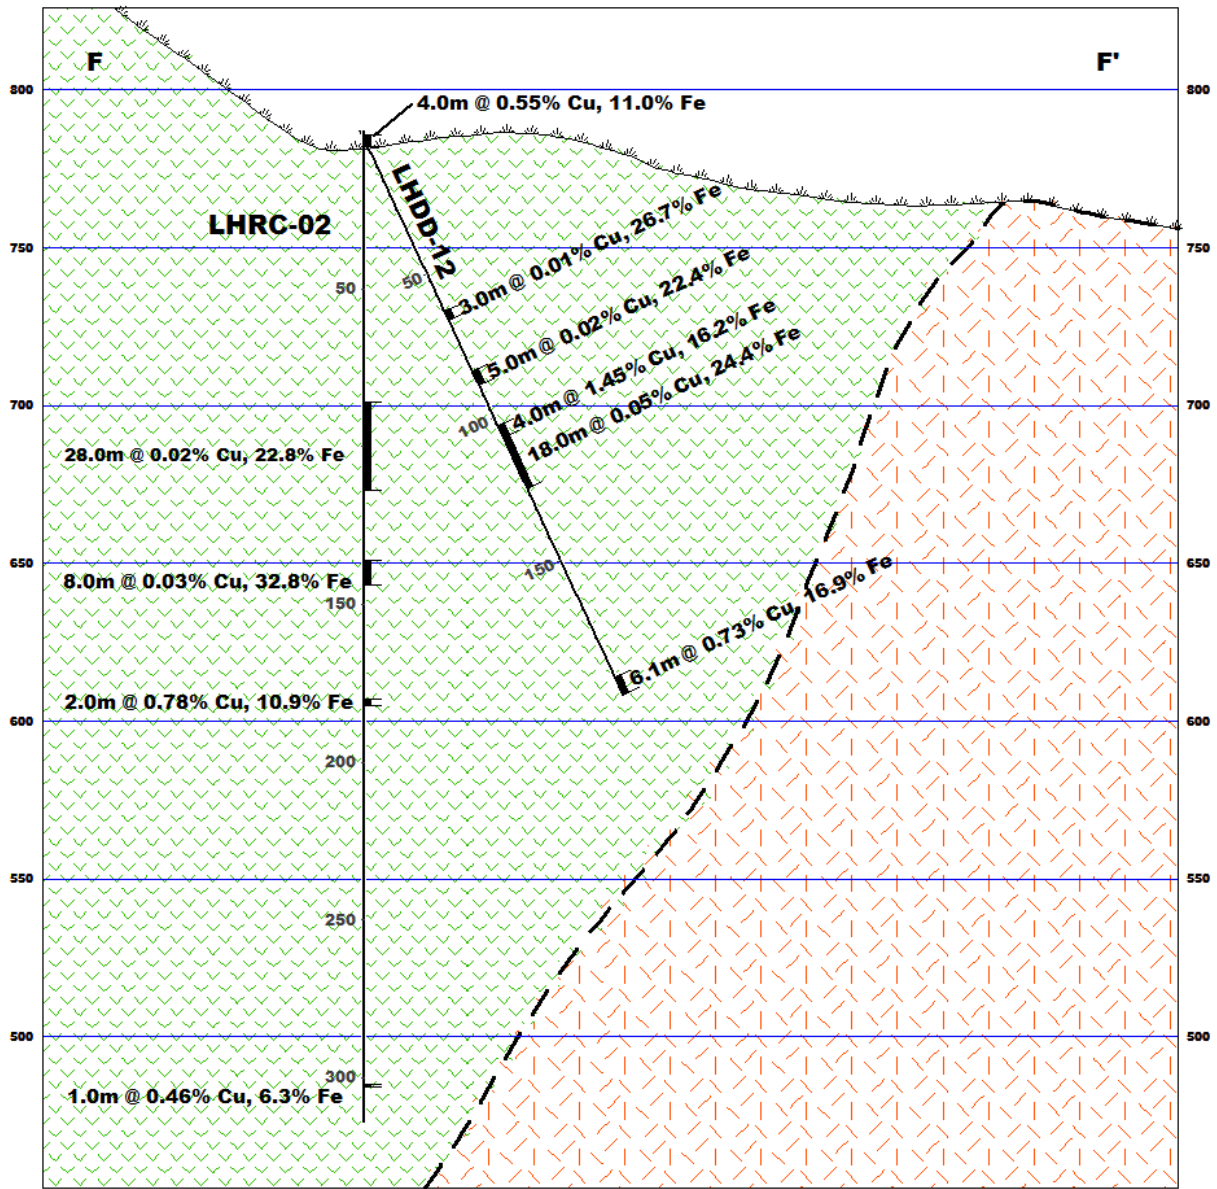 F
F'
800
800
4.0m @ 0.55% Cu, 11.0% Fe
LHRC-02
LHDD-12
750
750
50
50
3.0m @ 0.01% Cu, 26.7% Fe
5.0m @ 0.02% Cu, 22.4% Fe
4.0m @ 1.45% Cu, 16.2% Fe
18.0m @ 0.05% Cu, 24.4% Fe
700
700
100
28.0m @ 0.02% Cu, 22.8% Fe
650
650
150
8.0m @ 0.03% Cu, 32.8% Fe
150
6.1m @ 0.73% Cu, 16.9% Fe
2.0m @ 0.78% Cu, 10.9% Fe
600
600
200
550
550
250
500
500
300
1.0m @ 0.46% Cu, 6.3% Fe